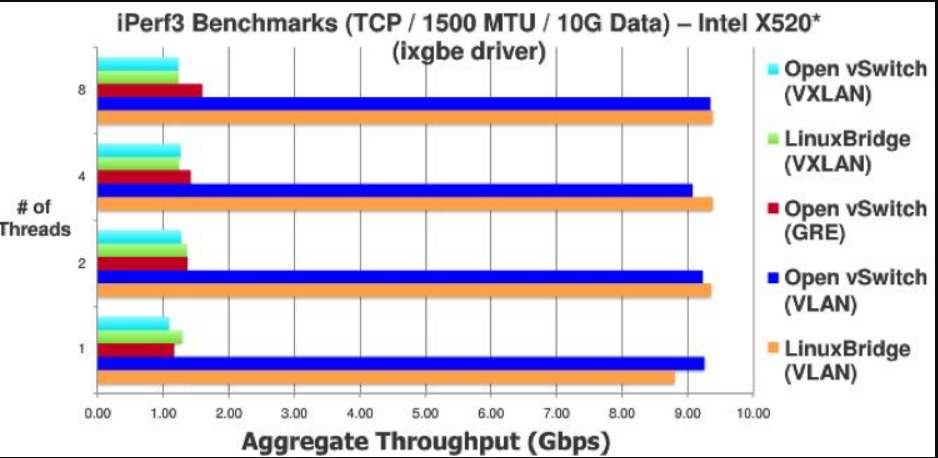 iPerf3 Benchmarks (TCP / 1500 MTU / 10G Data) – Intel X520*
(ixgbe driver)
8
4
# of
Threads
2
1
0.00 1.00 2.00 3.00 4.00 5.00 6.00 7.00 8.00 9.00 10.00
Aggregate Throughput (Gbps)
Open vSwitch
(VXLAN)
LinuxBridge
(VXLAN)
Open vSwitch
(GRE)
Open vSwitch
(VLAN)
LinuxBridge
(VLAN)